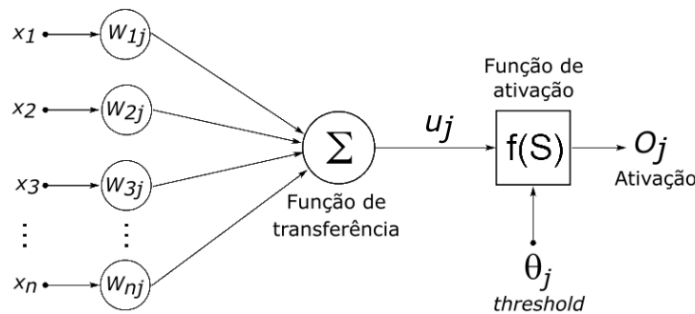 x1
W1j
x2
W2j
x3
W3j
⋮
⋮
xn
Wnj
Σ
Função de
transferência
uj
Função de
ativação
f(S)
Oj
Ativação
θj
threshold